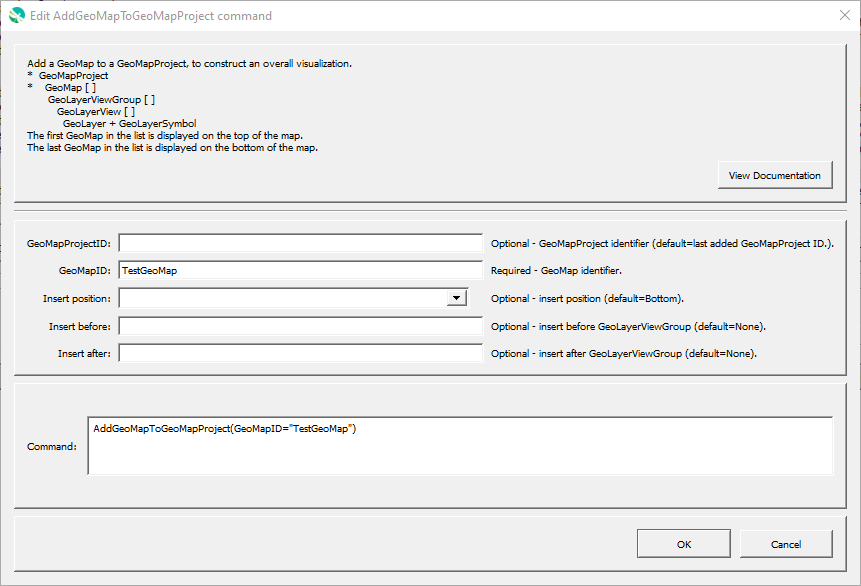 Edit AddGeoMapToGeoMapProject command
Add a GeoMap to a GeoMapProject, to construct an overall visualization.
* GeoMapProject
* GeoMap [ ]
GeoLayerViewGroup [ ]
GeoLayerView [ ]
GeoLayer + GeoLayerSymbol
The first GeoMap in the list is displayed on the top of the map.
The last GeoMap in the list is displayed on the bottom of the map.
View Documentation
GeoMapProjectID: Optional - GeoMapProject identifier (default=last added GeoMapProject ID.).
GeoMapID: TestGeoMap Required - GeoMap identifier.
Insert position: Optional - insert position (default=Bottom).
Insert before: Optional - insert before GeoLayerViewGroup (default=None).
Insert after: Optional - insert after GeoLayerViewGroup (default=None).
AddGeoMapToGeoMapProject(GeoMapID="TestGeoMap")
Command:
OK Cancel